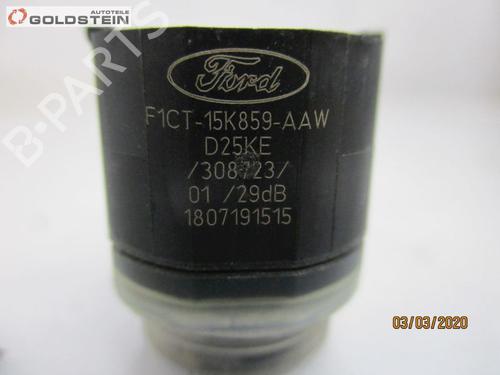 Autoteile
GOLDSTEIN
B-PARTS
Ford
F1CT-15K859-AAW
D25KE
/308723/
01 /29dB
1807191515
03/03/2020